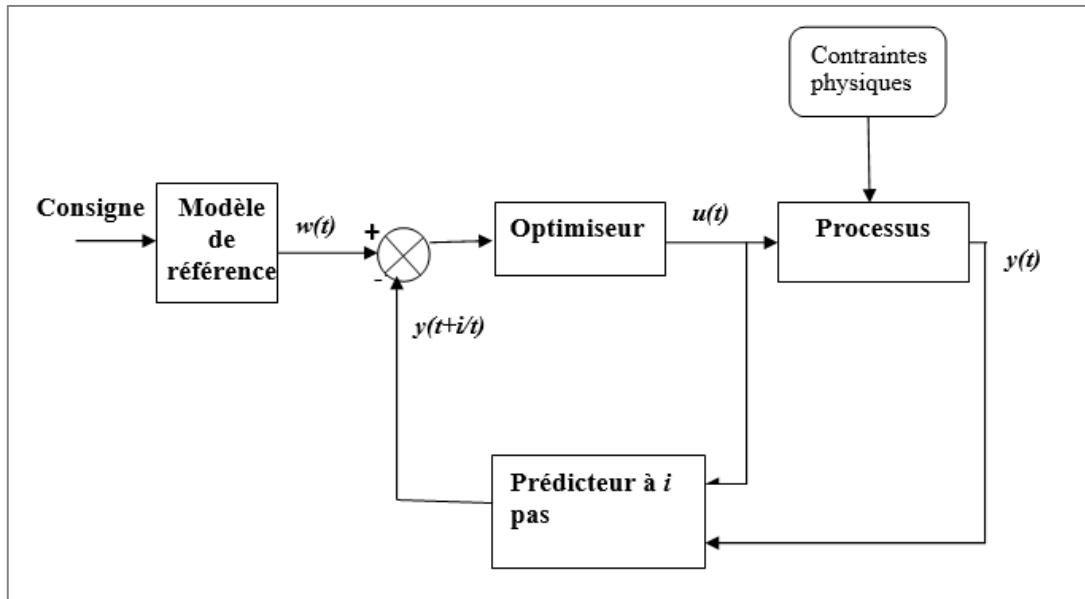 Contraintes
physiques
Consigne
Modèle
de
référence
w(t)
+
-
Optimiseur
u(t)
Processus
y(t)
y(t+i/t)
Prédicteur à i
pas